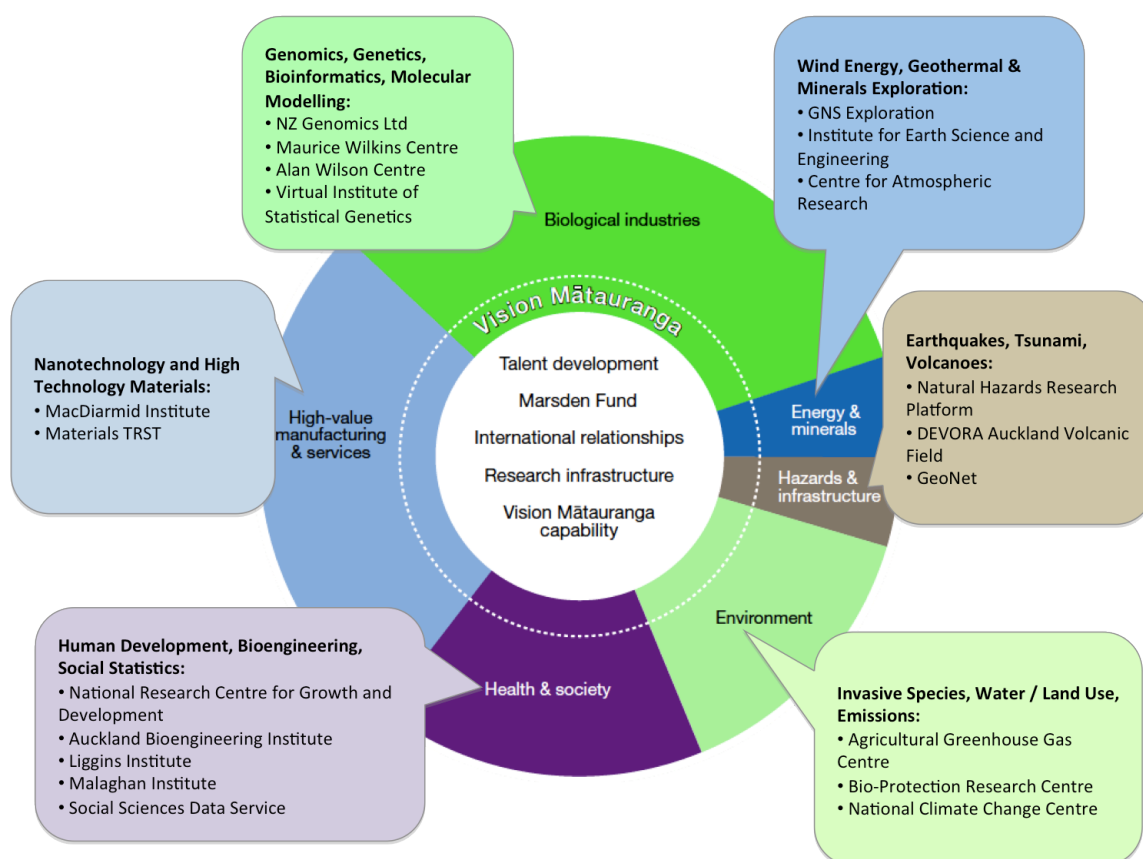 Genomics, Genetics,
Bioinformatics, Molecular
Modelling:
• NZ Genomics Ltd
• Maurice Wilkins Centre
• Alan Wilson Centre
• Virtual Institute of
Statistical Genetics
Wind Energy, Geothermal &
Minerals Exploration:
• GNS Exploration
• Institute for Earth Science and
Engineering
• Centre for Atmospheric
Research
Biological industries
Vision Mātauranga
Nanotechnology and High
Technology Materials:
• MacDiarmid Institute
• Materials TRST
High-value
manufacturing
& services
Talent development
Marsden Fund
International relationships
Research infrastructure
Vision Mātauranga
capability
Energy &
minerals
Hazards &
infrastructure
Earthquakes, Tsunami,
Volcanoes:
• Natural Hazards Research
Platform
• DEVORA Auckland Volcanic
Field
• GeoNet
Environment
Health & society
Human Development, Bioengineering,
Social Statistics:
• National Research Centre for Growth and
Development
• Auckland Bioengineering Institute
• Liggins Institute
• Malaghan Institute
• Social Sciences Data Service
Invasive Species, Water / Land Use,
Emissions:
• Agricultural Greenhouse Gas
Centre
• Bio-Protection Research Centre
• National Climate Change Centre